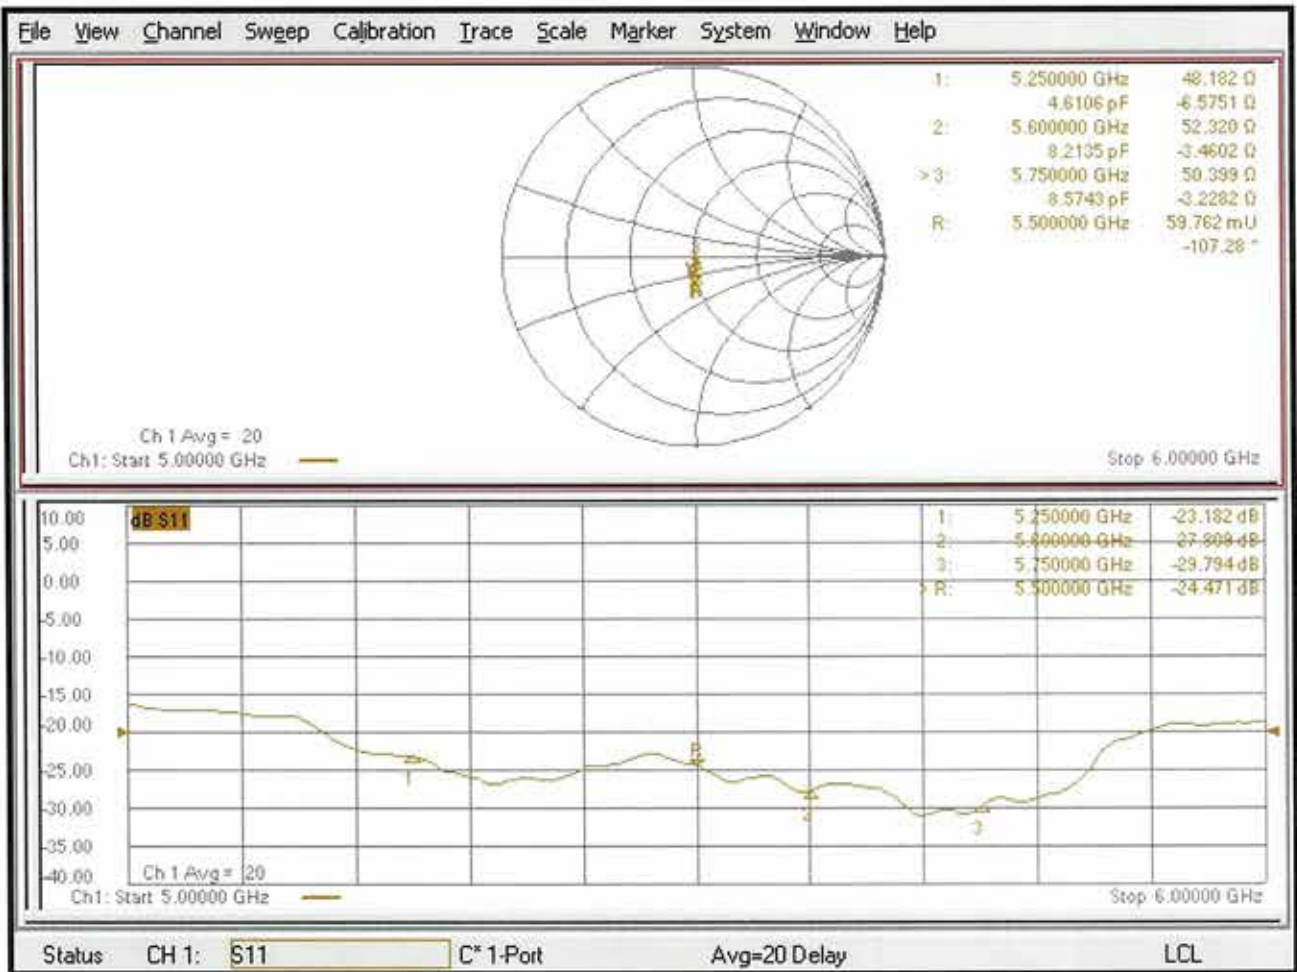 File View Channel Sweep Calibration Trace Scale Marker System Window Help
1: 5.250000 GHz 48.182 Ω
4.6106 pF -6.5751 Ω
2: 5.600000 GHz 52.320 Ω
8.2135 pF -3.4602 Ω
> 3: 5.750000 GHz 50.399 Ω
8.5743 pF -3.2282 Ω
R: 5.500000 GHz 59.762 mU
-107.28 °
Ch 1 Avg = 20
Ch1: Start 5.00000 GHz
Stop 6.00000 GHz
10.00
dB S11
1: 5.250000 GHz -23.182 dB
5.00
2: 5.600000 GHz -27.809 dB
3: 5.750000 GHz -29.794 dB
0.00
> R: 5.500000 GHz -24.471 dB
-5.00
-10.00
-15.00
-20.00
R
-25.00
1
-30.00
2
3
-35.00
-40.00
Ch 1 Avg = 20
Ch1: Start 5.00000 GHz
Stop 6.00000 GHz
Status CH 1: S11 C* 1-Port Avg=20 Delay LCL